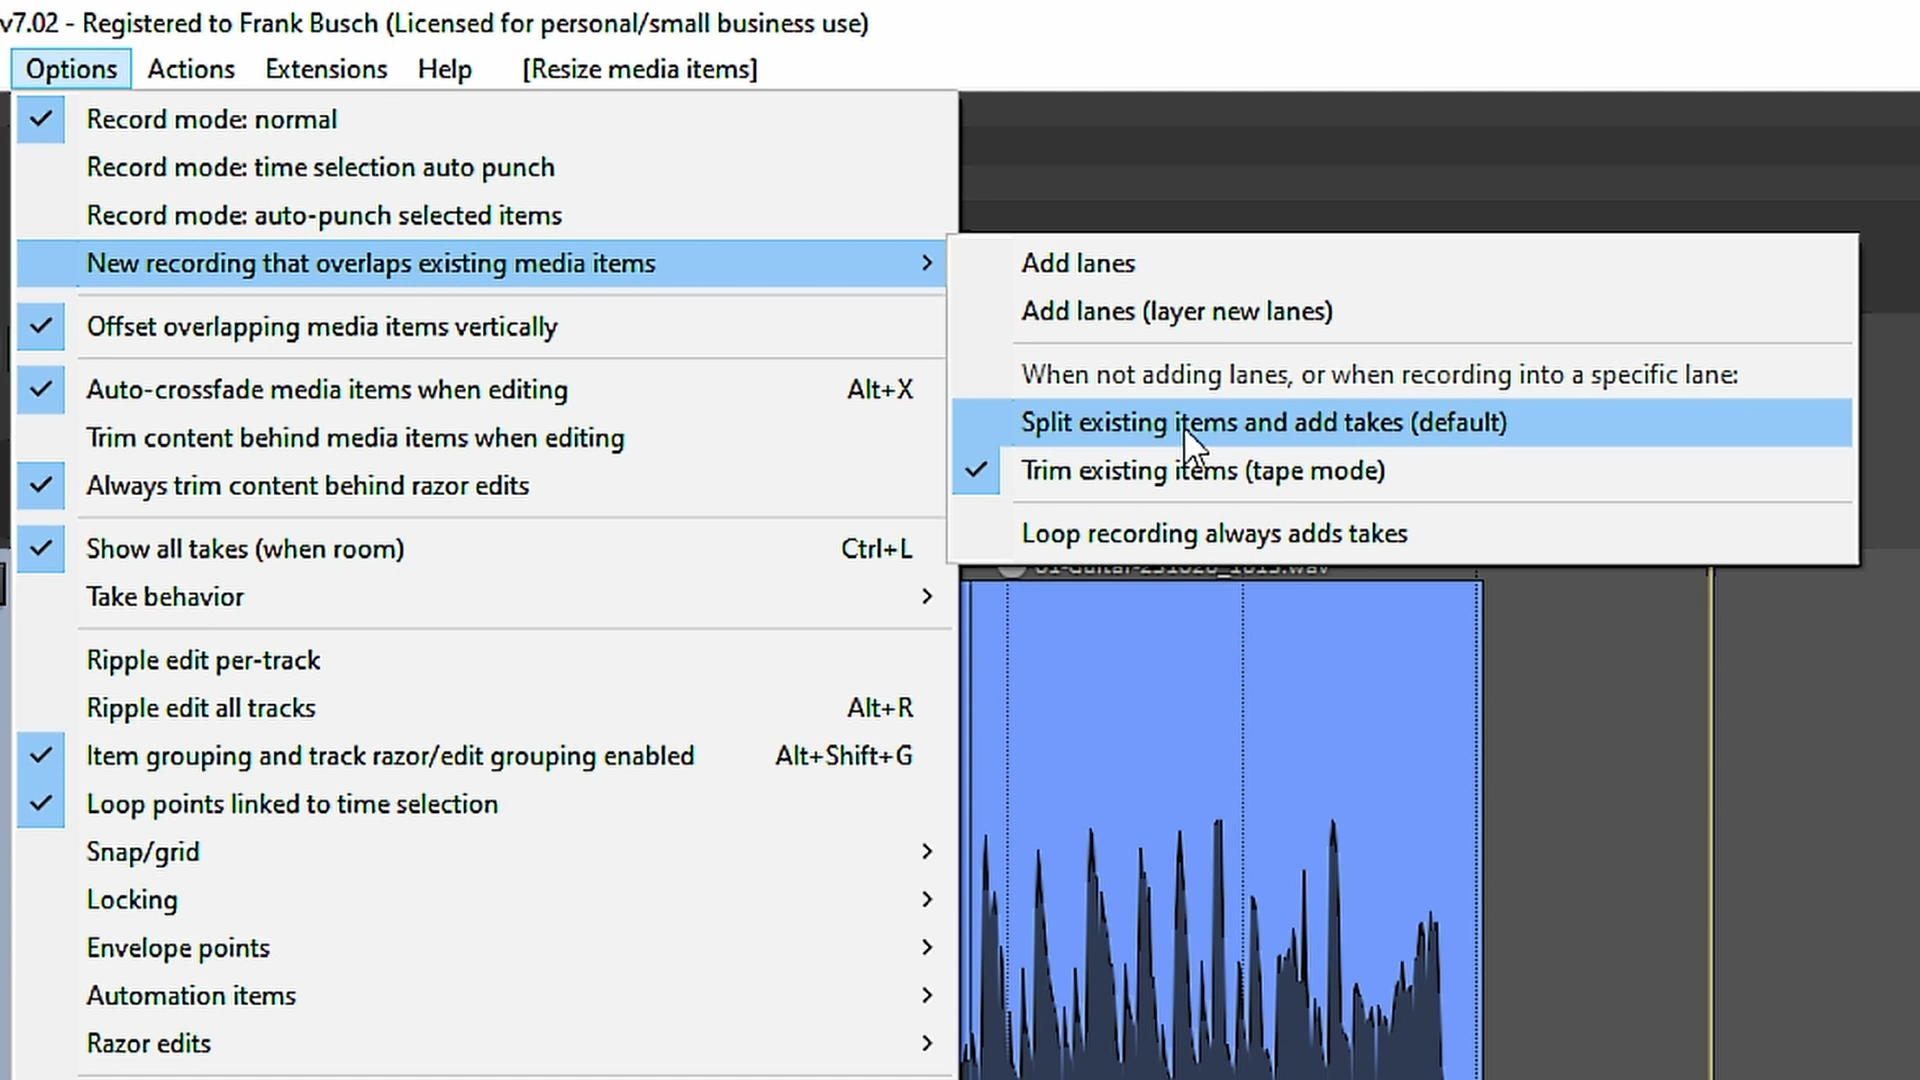 v7.02 - Registered to Frank Busch (Licensed for personal/small business use)
Options Actions Extensions Help [Resize media items]
Record mode: normal
Record mode: time selection auto punch
Record mode: auto-punch selected items
New recording that overlaps existing media items
Offset overlapping media items vertically
Auto-crossfade media items when editing Alt+X
Trim content behind media items when editing
Always trim content behind razor edits
Show all takes (when room) Ctrl+L
Take behavior
Ripple edit per-track
Ripple edit all tracks Alt+R
Item grouping and track razor/edit grouping enabled Alt+Shift+G
Loop points linked to time selection
Snap/grid
Locking
Envelope points
Automation items
Razor edits
Add lanes
Add lanes (layer new lanes)
When not adding lanes, or when recording into a specific lane:
Split existing items and add takes (default)
Trim existing items (tape mode)
Loop recording always adds takes